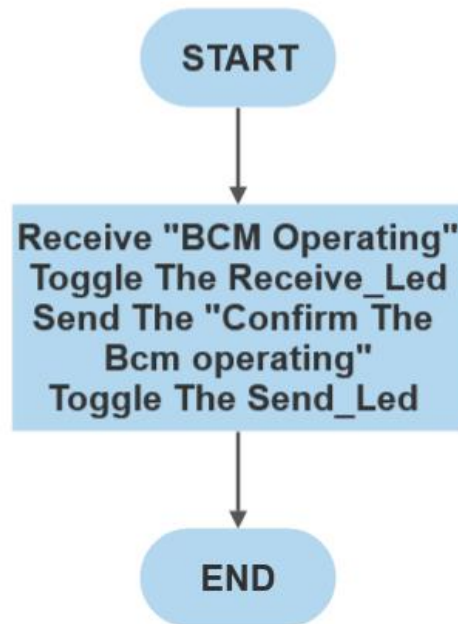 START
Receive "BCM Operating"
Toggle The Receive_Led
Send The "Confirm The
Bcm operating"
Toggle The Send_Led
END